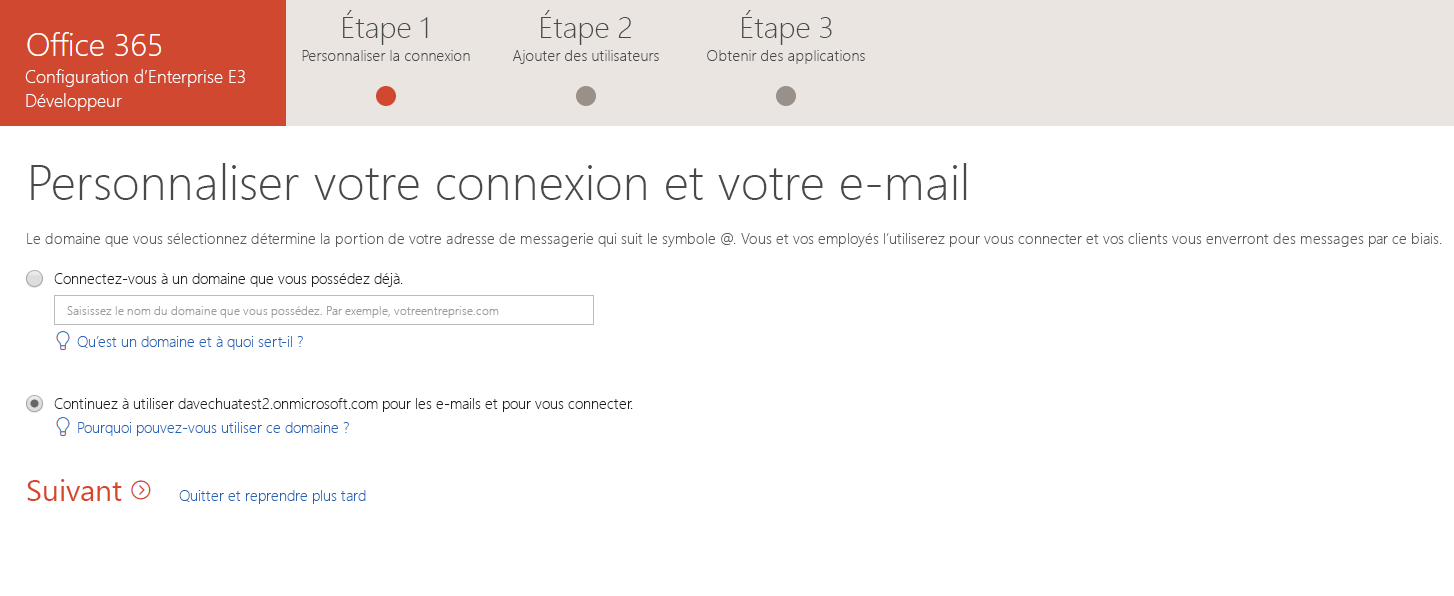 Office 365
Configuration d’Enterprise E3
Développeur
Étape 1
Personnaliser la connexion
Étape 2
Ajouter des utilisateurs
Étape 3
Obtenir des applications
Personnaliser votre connexion et votre e-mail
Le domaine que vous sélectionnez détermine la portion de votre adresse de messagerie qui suit le symbole @. Vous et vos employés l’utiliserez pour vous connecter et vos clients vous enverront des messages par ce biais.
Connectez-vous à un domaine que vous possédez déjà.
Saisissez le nom du domaine que vous possédez. Par exemple, votreentreprise.com
Qu’est un domaine et à quoi sert-il ?
Continuez à utiliser davechuatest2.onmicrosoft.com pour les e-mails et pour vous connecter.
Pourquoi pouvez-vous utiliser ce domaine ?
Suivant
Quitter et reprendre plus tard